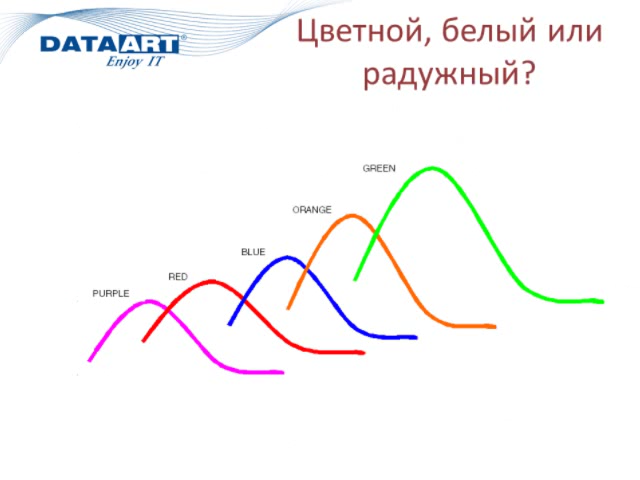 DATAART®
Enjoy IT
Цветной, белый или
радужный?
GREEN
ORANGE
BLUE
RED
PURPLE